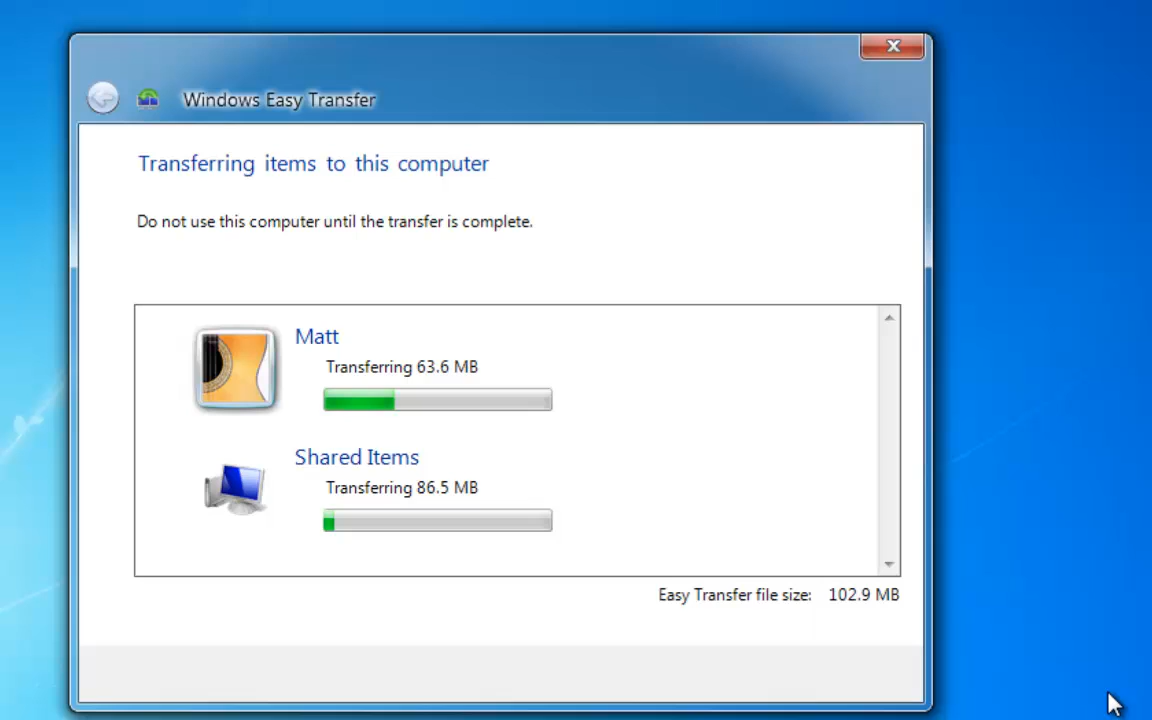 Windows Easy Transfer
Transferring items to this computer
Do not use this computer until the transfer is complete.
Matt
Transferring 63.6 MB
Shared Items
Transferring 86.5 MB
Easy Transfer file size: 102.9 MB